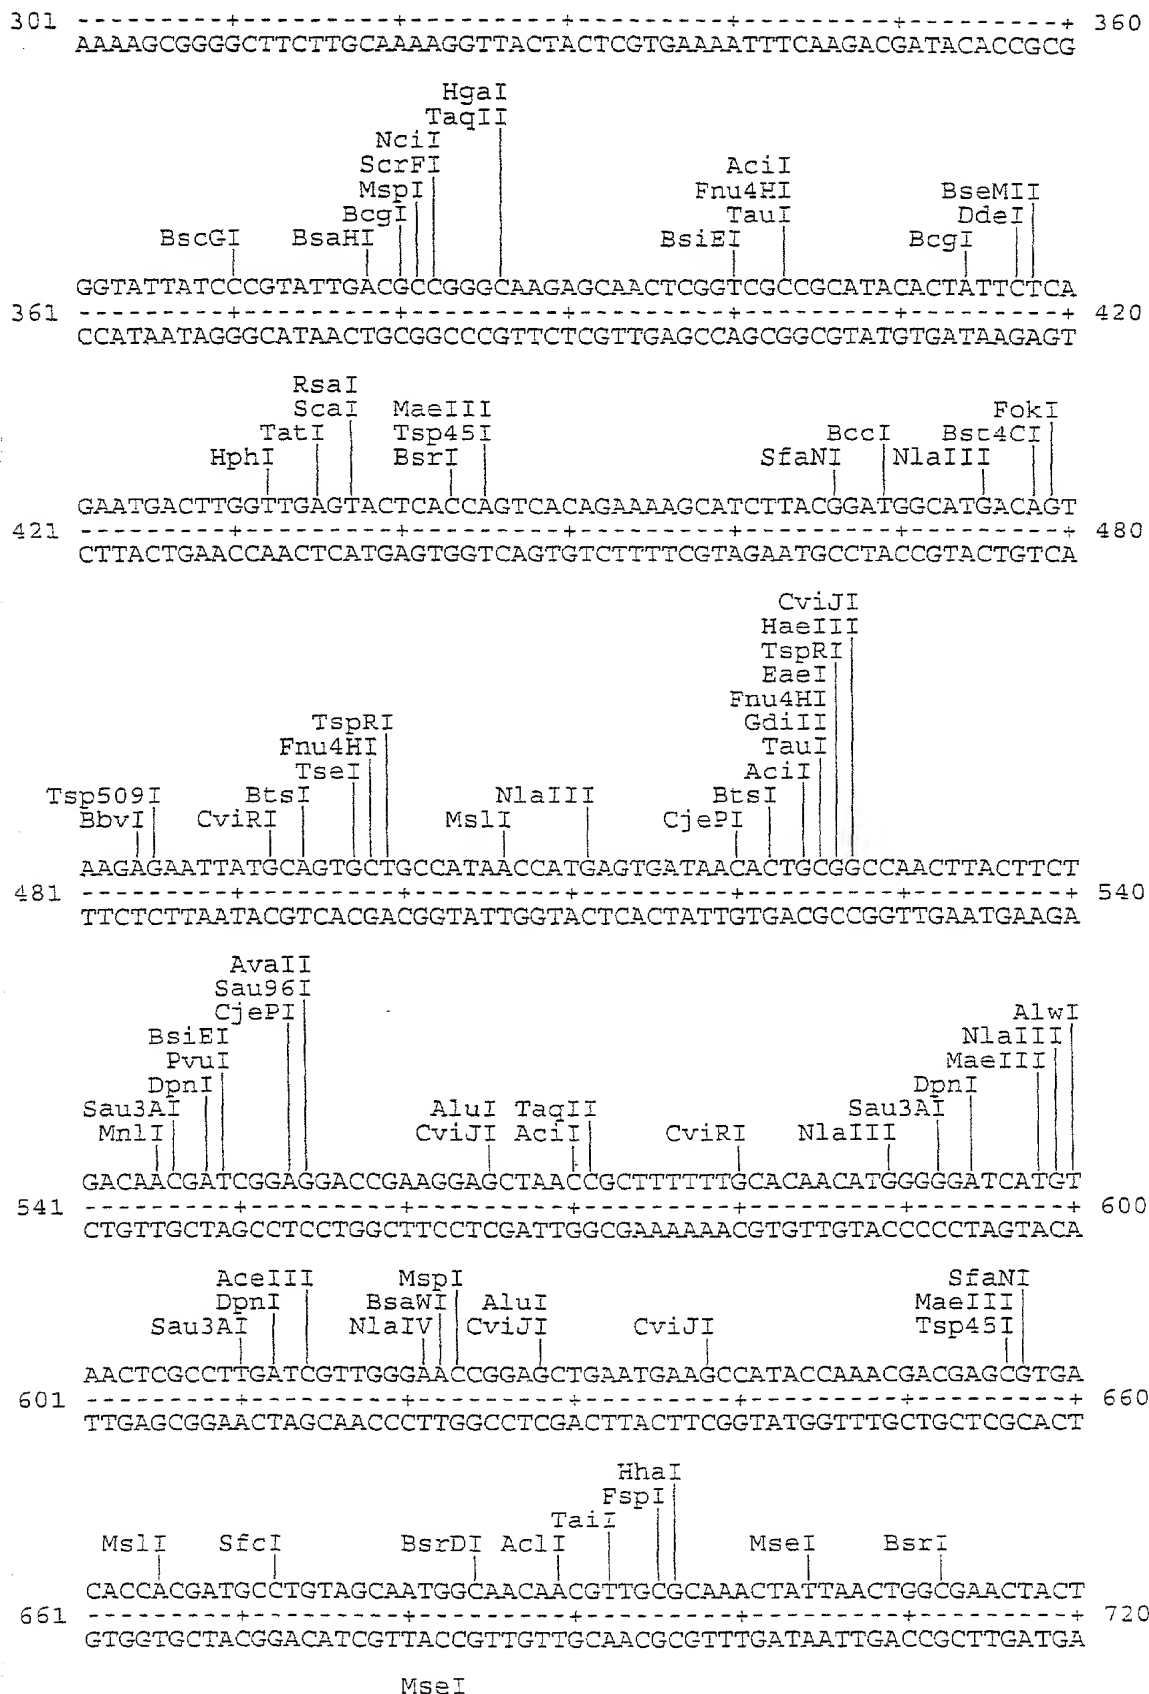 301 ---------+---------+---------+---------+---------+---------+ 360
AAAAGCGGGGCTTCTTGCAAAAGGTTACTACTCGTGAAAATTTCAAGACGATACACCGCG
HgaI
TaqII
NciI
ScrFI AciI
MspI Fnu4HI BseMII
BcgI TauI DdeI
BscGI BsaHI BsiEI BcgI
GGTATTATCCCGTATTGACGCCGGGCAAGAGCAACTCGGTCGCCGCATACACTATTCTCA
361 ---------+---------+---------+---------+---------+---------+ 420
CCATAATAGGGCATAACTGCGGCCCGTTCTCGTTGAGCCAGCGGCGTATGTGATAAGAGT
RsaI
ScaI MaeIII FokI
TatI Tsp45I BccI Bst4CI
HphI BsrI SfaNI NlaIII
GAATGACTTGGTTGAGTACTCACCAGTCACAGAAAAGCATCTTACGGATGGCATGACAGT
421 ---------+---------+---------+---------+---------+---------+ 480
CTTACTGAACCAACTCATGAGTGGTCAGTGTCTTTTCGTAGAATGCCTACCGTACTGTCA
CviJI
HaeIII
TspRI
EaeI
Fnu4HI
TspRI GdiII
Fnu4HI TauI
TseI AciI
Tsp509I BtsI NlaIII BtsI
BbvI CviRI MslI CjePI
AAGAGAATTATGCAGTGCTGCCATAACCATGAGTGATAACACTGCGGCCAACTTACTTCT
481 ---------+---------+---------+---------+---------+---------+ 540
TTCTCTTAATACGTCACGACGGTATTGGTACTCACTATTGTGACGCCGGTTGAATGAAGA
AvaII
Sau96I
CjePI AlwI
BsiEI NlaIII
PvuI MaeIII
DpnI DpnI
Sau3AI AluI TaqII Sau3AI
MnlI CviJI AciI CviRI NlaIII
GACAACGATCGGAGGACCGAAGGAGCTAACCGCTTTTTTGCACAACATGGGGGATCATGT
541 ---------+---------+---------+---------+---------+---------+ 600
CTGTTGCTAGCCTCCTGGCTTCCTCGATTGGCGAAAAAACGTGTTGTACCCCCTAGTACA
AceIII MspI SfaNI
DpnI BsaWI AluI MaeIII
Sau3AI NlaIV CviJI CviJI Tsp45I
AACTCGCCTTGATCGTTGGGAACCGGAGCTGAATGAAGCCATACCAAACGACGAGCGTGA
601 ---------+---------+---------+---------+---------+---------+ 660
TTGAGCGGAACTAGCAACCCTTGGCCTCGACTTACTTCGGTATGGTTTGCTGCTCGCACT
HhaI
FspI
TaiI
MslI SfcI BsrDI AclI MseI BsrI
CACCACGATGCCTGTAGCAATGGCAACAACGTTGCGCAAACTATTAACTGGCGAACTACT
661 ---------+---------+---------+---------+---------+---------+ 720
GTGGTGCTACGGACATCGTTACCGTTGTTGCAACGCGTTTGATAATTGACCGCTTGATGA
MseI